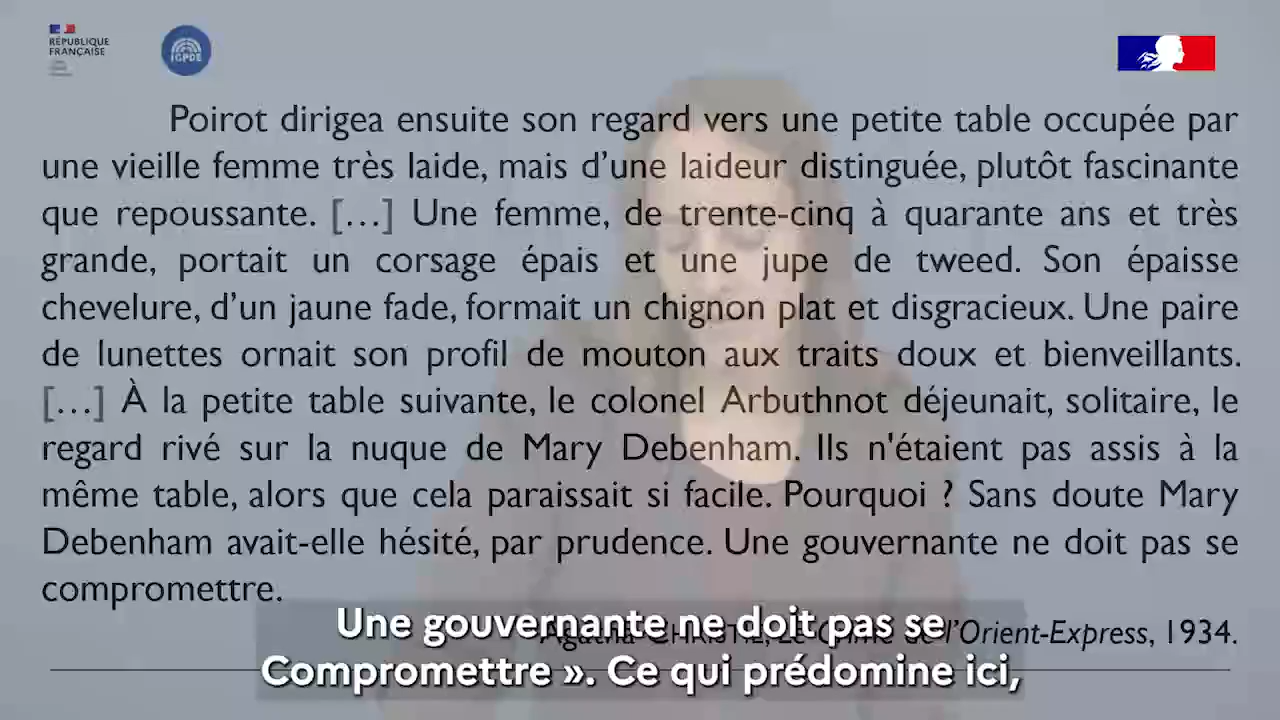 RÉPUBLIQUE
FRANÇAISE
IGPDE
Poirot dirigea ensuite son regard vers une petite table occupée par
une vieille femme très laide, mais d’une laideur distinguée, plutôt fascinante
que repoussante. […] Une femme, de trente-cinq à quarante ans et très
grande, portait un corsage épais et une jupe de tweed. Son épaisse
chevelure, d’un jaune fade, formait un chignon plat et disgracieux. Une paire
de lunettes ornait son profil de mouton aux traits doux et bienveillants.
[…] À la petite table suivante, le colonel Arbuthnot déjeunait, solitaire, le
regard rivé sur la nuque de Mary Debenham. Ils n'étaient pas assis à la
même table, alors que cela paraissait si facile. Pourquoi ? Sans doute Mary
Debenham avait-elle hésité, par prudence. Une gouvernante ne doit pas se
compromettre.
Agatha CHRISTIE, Le Crime de l’Orient-Express, 1934.
Une gouvernante ne doit pas se
Compromettre ». Ce qui prédomine ici,